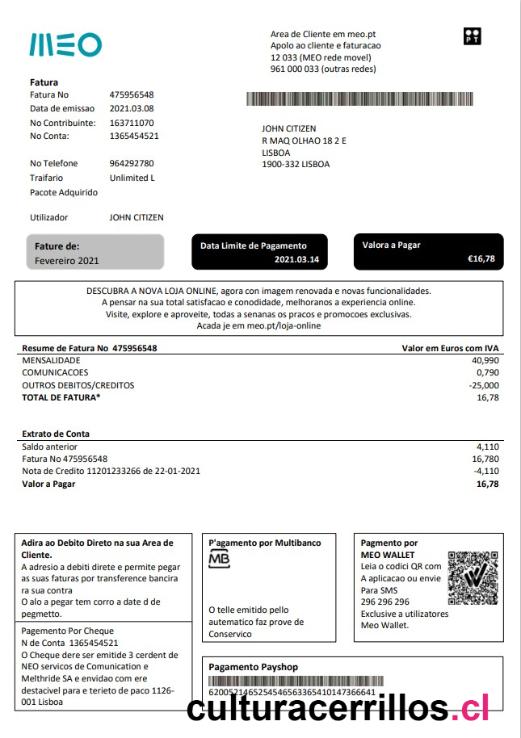 MEO
Area de Cliente em meo.pt
Apolo ao cliente e faturacao
12 033 (MEO rede movel)
961 000 033 (outras redes)
PT
Fatura
Fatura No 475956548
Data de emissao 2021.03.08
No Contribuinte: 163711070
No Conta: 1365454521
No Telefone 964292780
Traifario Unlimited L
Pacote Adquirido
Utilizador JOHN CITIZEN
JOHN CITIZEN
R MAQ OLHAO 18 2 E
LISBOA
1900-332 LISBOA
Fature de:
Fevereiro 2021
Data Limite de Pagamento
2021.03.14
Valora a Pagar
€16,78
DESCUBRA A NOVA LOJA ONLINE, agora con imagem renovada e novas funcionalidades.
A pensar na sua total satisfacao e conodidade, melhoranos a experiencia online.
Visite, explore e aproveite, todas a senanas os pracos e promocoes exclusivas.
Acada je em meo.pt/loja-online
Resume de Fatura No 475956548 Valor em Euros com IVA
MENSALIDADE 40,990
COMUNICACOES 0,790
OUTROS DEBITOS/CREDITOS -25,000
TOTAL DE FATURA* 16,78
Extrato de Conta
Saldo anterior 4,110
Fatura No 475956548 16,780
Nota de Credito 11201233266 de 22-01-2021 -4,110
Valor a Pagar 16,78
Adira ao Debito Direto na sua Area de
Cliente.
A adresio a debiti direte e permite pegar
as suas faturas por transference bancira
ra sua contra
O alo a pegar tem corro a date d de
pegmetto.
Pagemento Por Cheque
N de Conta 1365454521
O Cheque dere ser emitide 3 cerdent de
NEO servicos de Comunication e
Melthride SA e envidao com ere
destacivel para e terieto de paco 1126-
001 Lisboa
P'agamento por Multibanco
MB
O telle emitido pello
automatico faz prove de
Conservico
Pagmento por
MEO WALLET
Leia o codici QR com
A aplicacao ou envie
Para SMS
296 296 296
Exclusive a utilizatores
Meo Wallet.
Pagamento Payshop
6200521465254546563365410147366641
culturacerrillos.cl